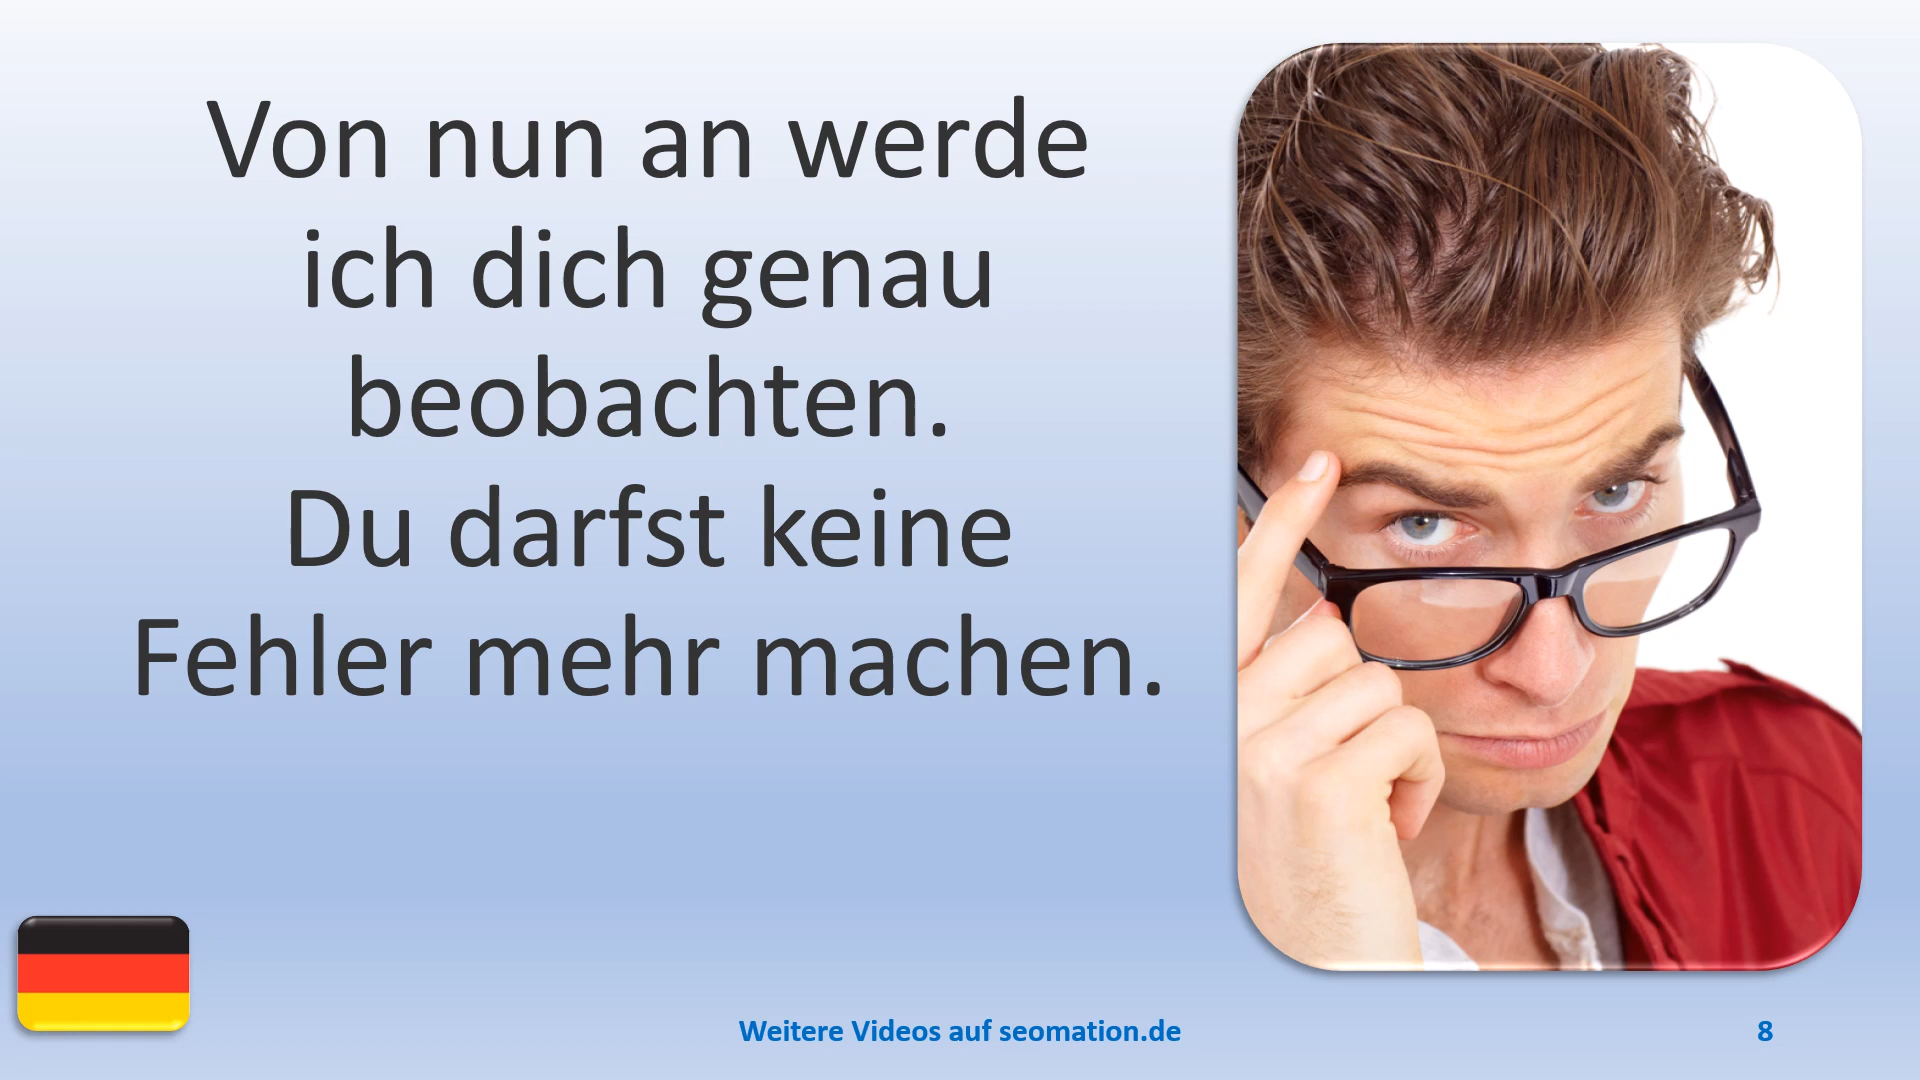 Von nun an werde
ich dich genau
beobachten.
Du darfst keine
Fehler mehr machen.
Weitere Videos auf seomation.de
8